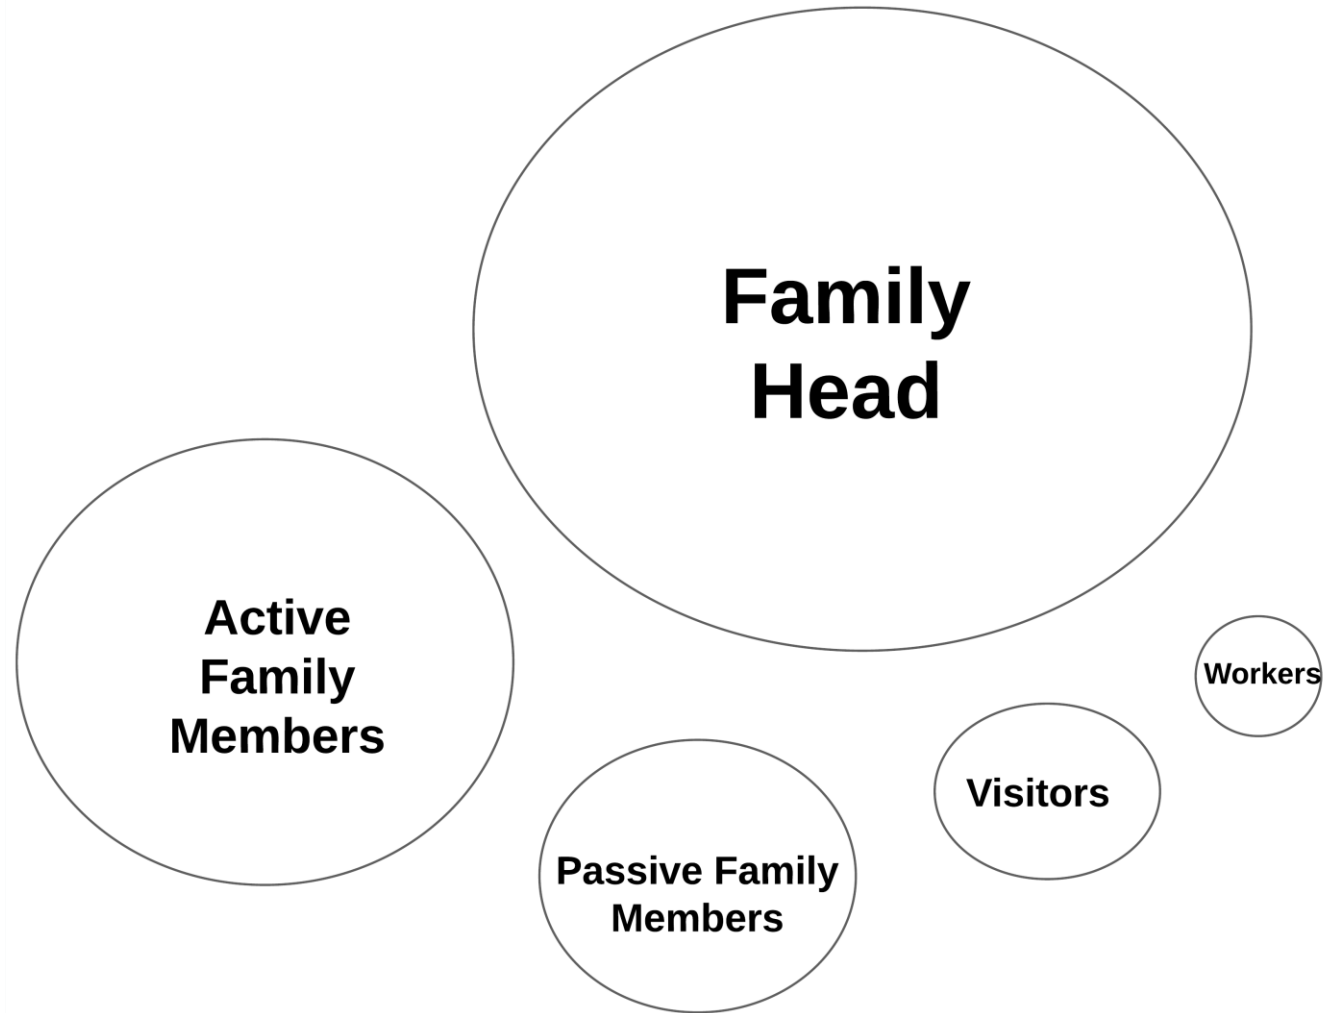 Family
Head
Active
Family
Members
Passive Family
Members
Visitors
Workers